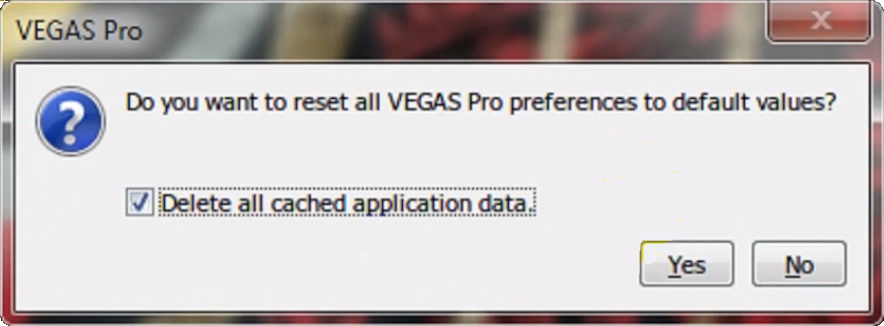 VEGAS Pro
Do you want to reset all VEGAS Pro preferences to default values?
Delete all cached application data.
Yes No